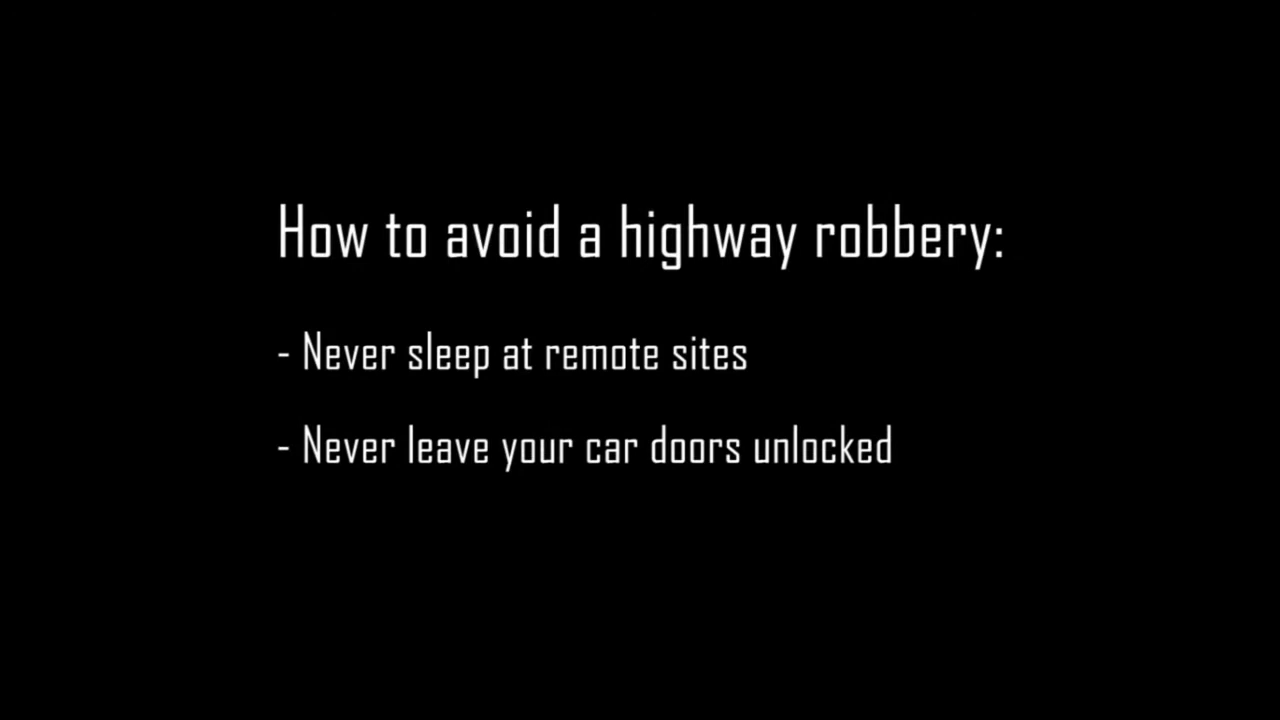 How to avoid a highway robbery:
- Never sleep at remote sites
- Never leave your car doors unlocked